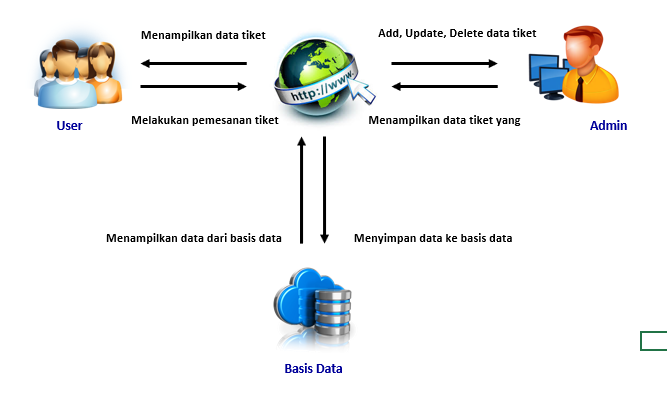 Menampilkan data tiket
Add, Update, Delete data tiket
http://www.
Melakukan pemesanan tiket
Menampilkan data tiket yang
User
Admin
Menampilkan data dari basis data
Menyimpan data ke basis data
Basis Data